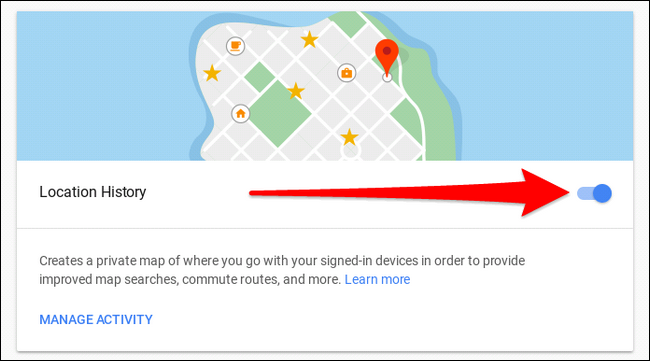 Location History
Creates a private map of where you go with your signed-in devices in order to provide
improved map searches, commute routes, and more. Learn more
MANAGE ACTIVITY